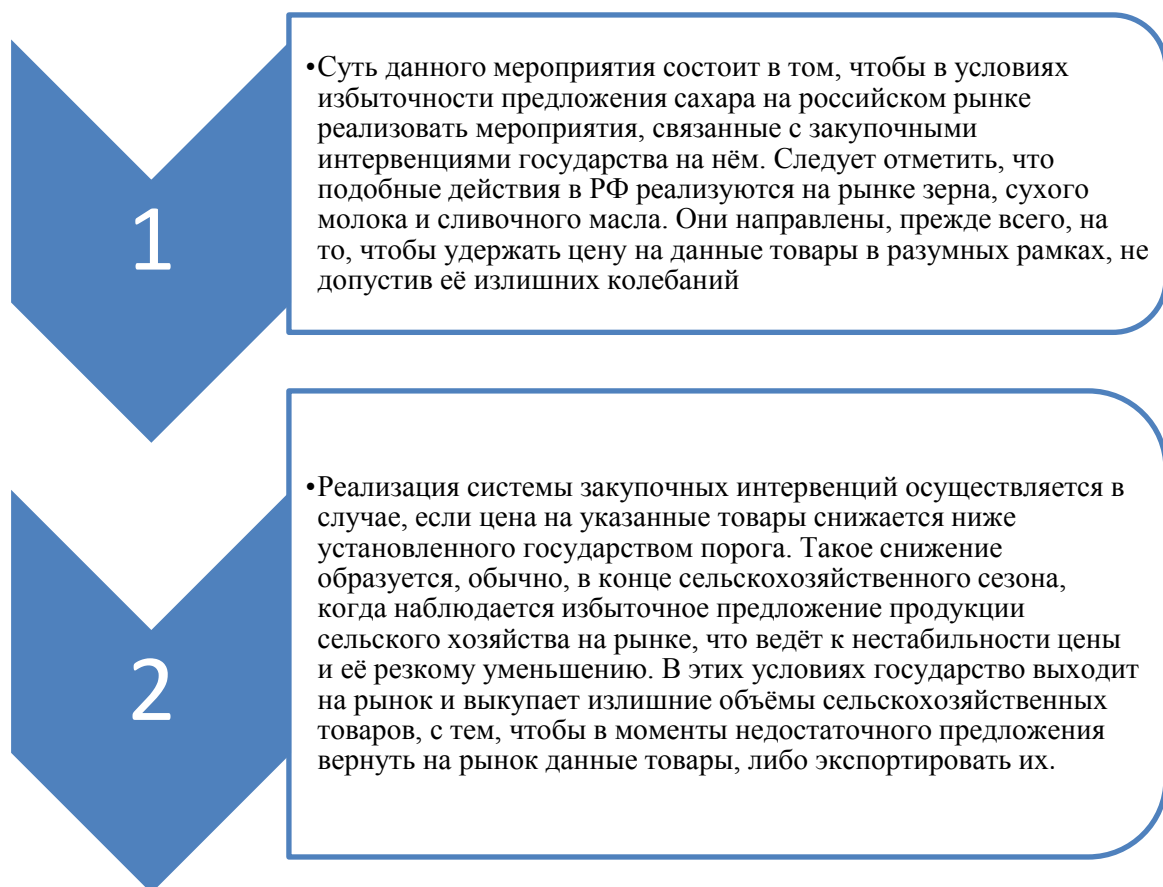 1
•Суть данного мероприятия состоит в том, чтобы в условиях
избыточности предложения сахара на российском рынке
реализовать мероприятия, связанные с закупочными
интервенциями государства на нём. Следует отметить, что
подобные действия в РФ реализуются на рынке зерна, сухого
молока и сливочного масла. Они направлены, прежде всего, на
то, чтобы удержать цену на данные товары в разумных рамках, не
допустив её излишних колебаний
2
•Реализация системы закупочных интервенций осуществляется в
случае, если цена на указанные товары снижается ниже
установленного государством порога. Такое снижение
образуется, обычно, в конце сельскохозяйственного сезона,
когда наблюдается избыточное предложение продукции
сельского хозяйства на рынке, что ведёт к нестабильности цены
и её резкому уменьшению. В этих условиях государство выходит
на рынок и выкупает излишние объёмы сельскохозяйственных
товаров, с тем, чтобы в моменты недостаточного предложения
вернуть на рынок данные товары, либо экспортировать их.